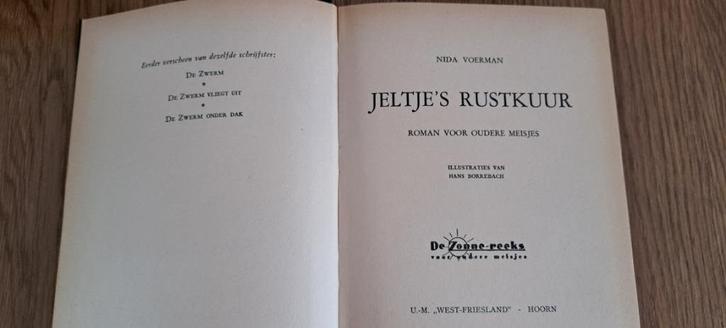 Eerder verscheen van dezelfde schrijfster:
De Zwerm
*
De Zwerm vliegt uit
*
De Zwerm onder dak
NIDA VOERMAN
JELTJE'S RUSTKUUR
ROMAN VOOR OUDERE MEISJES
ILLUSTRATIES VAN
HANS BORREBACH
De Zonne-reeks
voor oudere meisjes
U.-M. „WEST-FRIESLAND" - HOORN